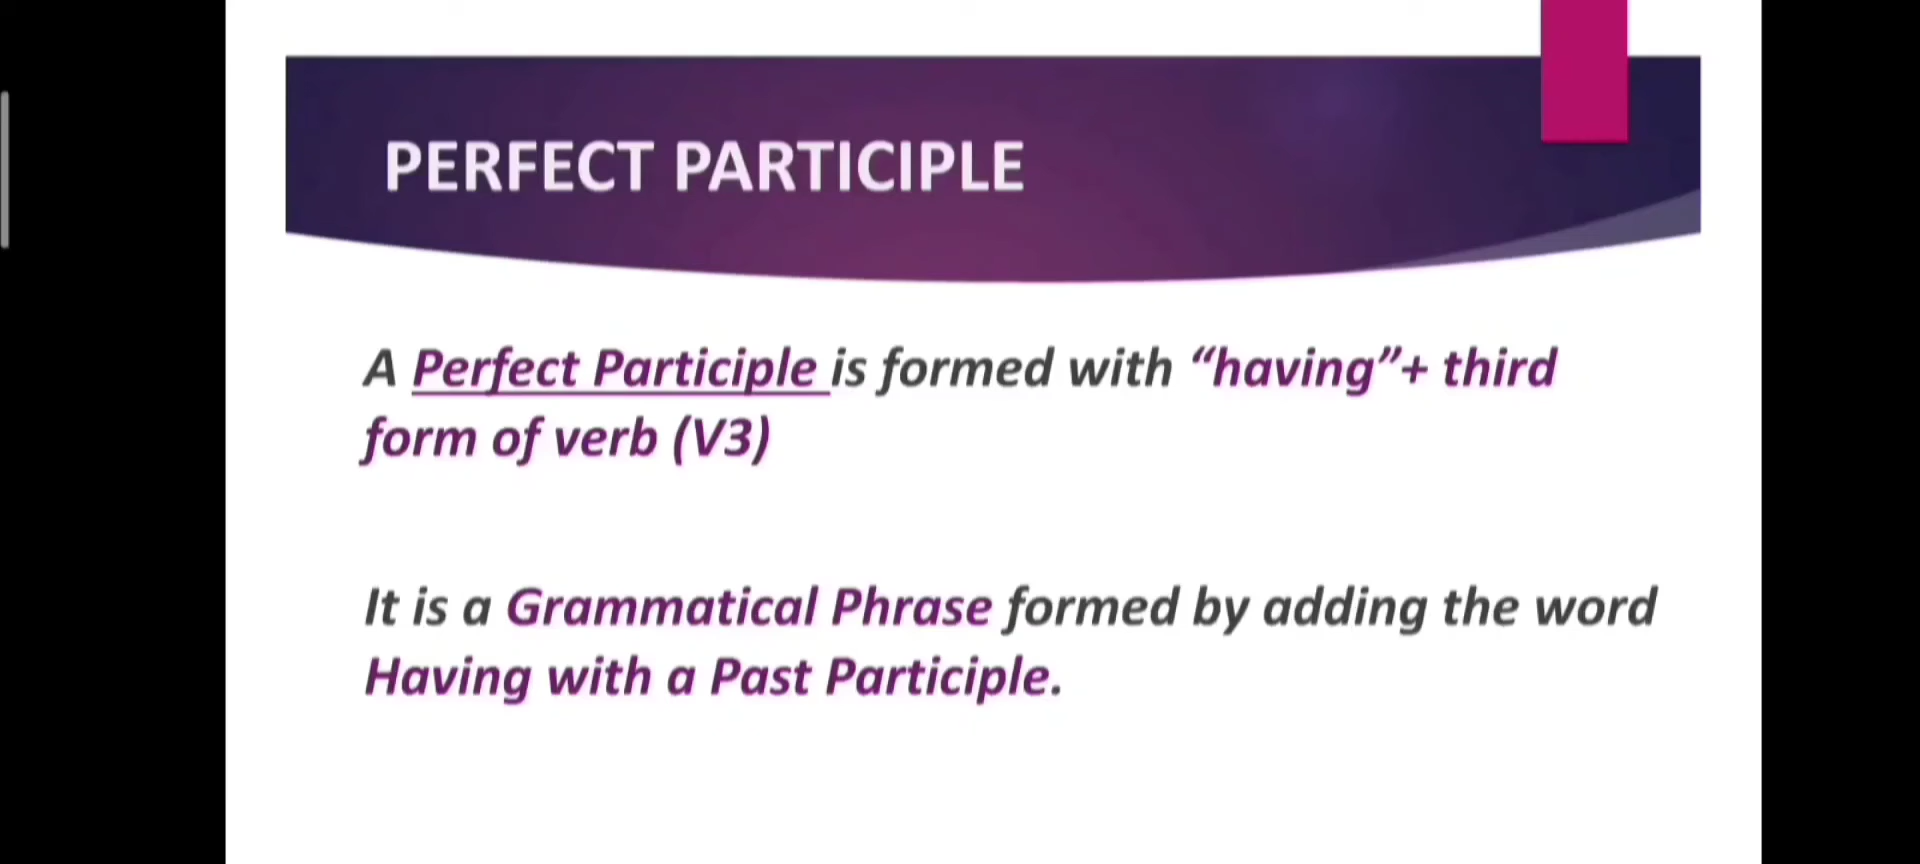 PERFECT PARTICIPLE
A Perfect Participle is formed with “having”+ third
form of verb (V3)
It is a Grammatical Phrase formed by adding the word
Having with a Past Participle.